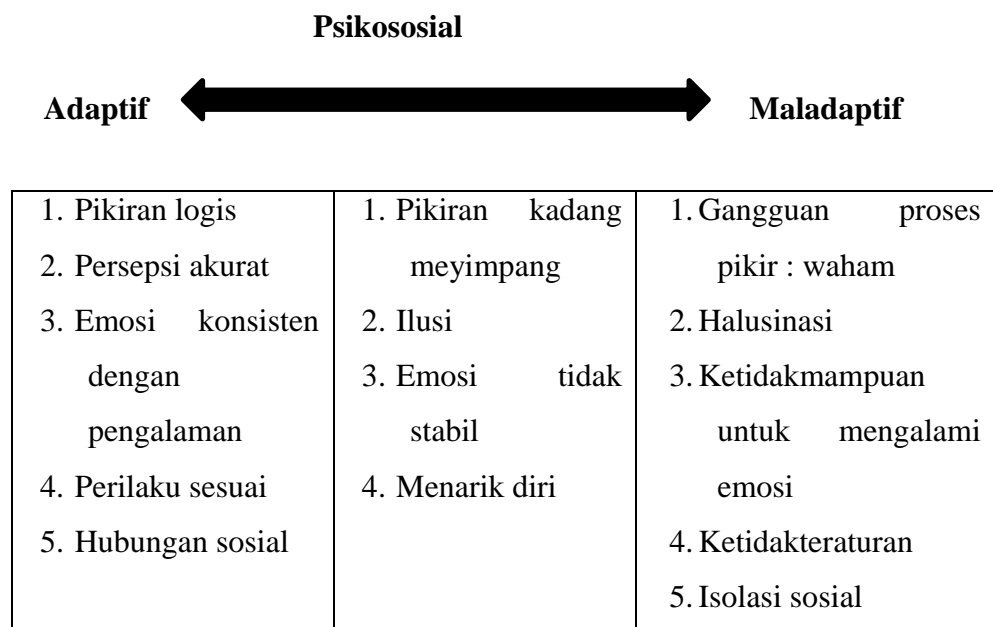 Psikososial
Adaptif
Maladaptif
1. Pikiran logis
2. Persepsi akurat
3. Emosi konsisten
dengan
pengalaman
4. Perilaku sesuai
5. Hubungan sosial
1. Pikiran kadang
meyimpang
2. Ilusi
3. Emosi tidak
stabil
4. Menarik diri
1. Gangguan proses
pikir : waham
2. Halusinasi
3. Ketidakmampuan
untuk mengalami
emosi
4. Ketidakteraturan
5. Isolasi sosial